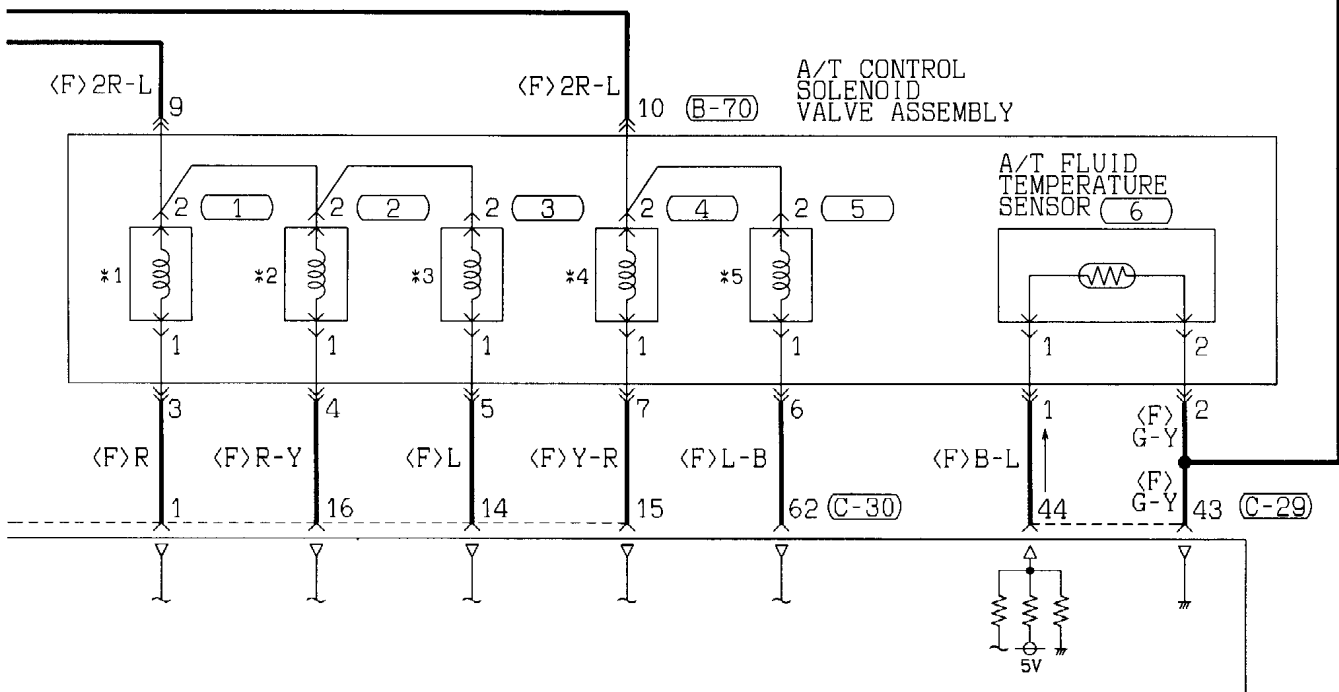 <F>2R-L
9
<F>2R-L
10
B-70
A/T CONTROL
SOLENOID
VALVE ASSEMBLY
A/T FLUID
TEMPERATURE
SENSOR
6
2
1
2
2
2
3
2
4
2
5
*1
*2
*3
*4
*5
1
1
1
1
1
1
2
3
4
5
7
6
1
2
<F>R
<F>R-Y
<F>L
<F>Y-R
<F>L-B
<F>B-L
<F>
G-Y
<F>
G-Y
1
16
14
15
62
C-30
44
43
C-29
5V